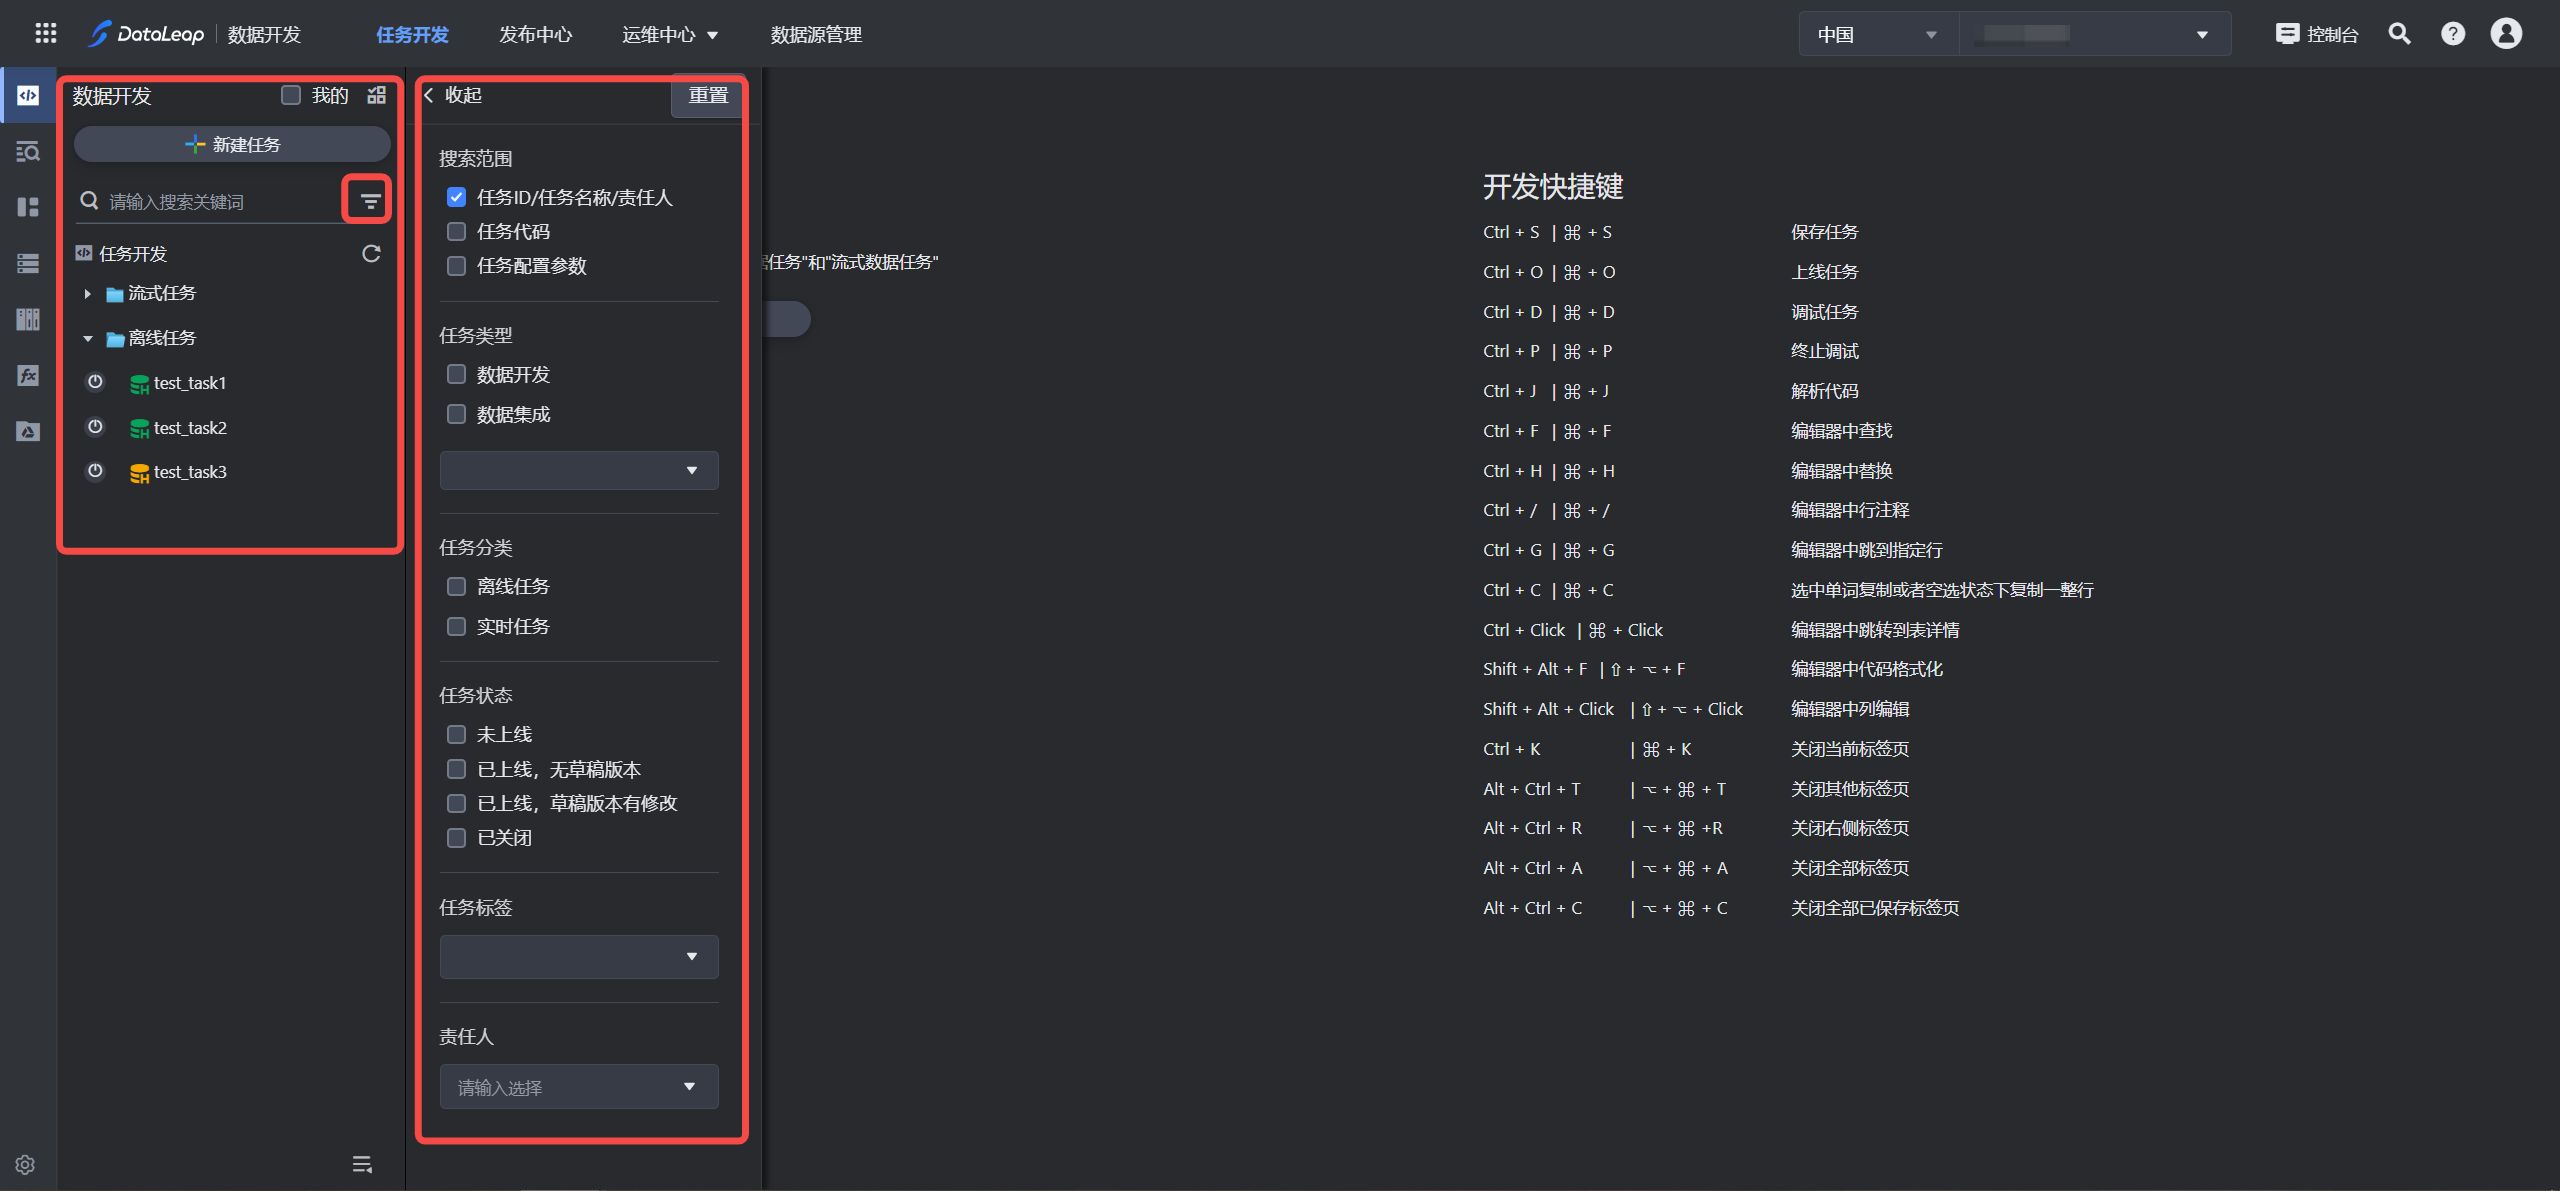 DataLeap 数据开发 任务开发 发布中心 运维中心 数据源管理 中国 控制台
数据开发 我的
新建任务
请输入搜索关键词
任务开发
流式任务
离线任务
test_task1
test_task2
test_task3
收起 重置
搜索范围
任务ID/任务名称/责任人
任务代码
任务配置参数
任务类型
数据开发
数据集成
任务分类
离线任务
实时任务
任务状态
未上线
已上线，无草稿版本
已上线，草稿版本有修改
已关闭
任务标签
责任人
请输入选择
任务"和"流式数据任务"
开发快捷键
Ctrl + S | ⌘ + S 保存任务
Ctrl + O | ⌘ + O 上线任务
Ctrl + D | ⌘ + D 调试任务
Ctrl + P | ⌘ + P 终止调试
Ctrl + J | ⌘ + J 解析代码
Ctrl + F | ⌘ + F 编辑器中查找
Ctrl + H | ⌘ + H 编辑器中替换
Ctrl + / | ⌘ + / 编辑器中行注释
Ctrl + G | ⌘ + G 编辑器中跳到指定行
Ctrl + C | ⌘ + C 选中单词复制或者空选状态下复制一整行
Ctrl + Click | ⌘ + Click 编辑器中跳转到表详情
Shift + Alt + F | ⇧ + ⌥ + F 编辑器中代码格式化
Shift + Alt + Click | ⇧ + ⌥ + Click 编辑器中列编辑
Ctrl + K | ⌘ + K 关闭当前标签页
Alt + Ctrl + T | ⌥ + ⌘ + T 关闭其他标签页
Alt + Ctrl + R | ⌥ + ⌘ +R 关闭右侧标签页
Alt + Ctrl + A | ⌥ + ⌘ + A 关闭全部标签页
Alt + Ctrl + C | ⌥ + ⌘ + C 关闭全部已保存标签页